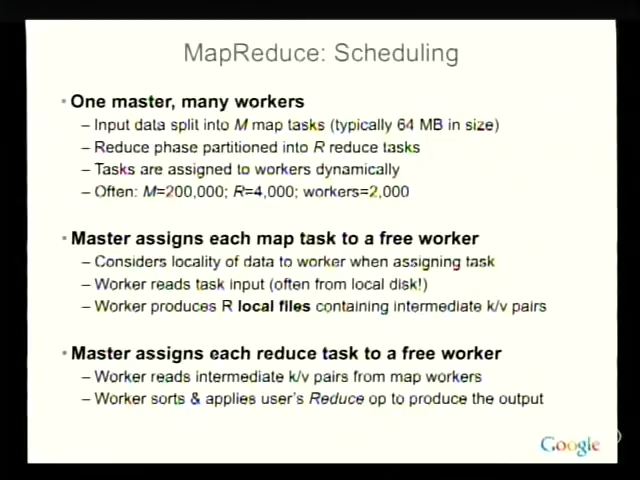 MapReduce: Scheduling
• One master, many workers
– Input data split into M map tasks (typically 64 MB in size)
– Reduce phase partitioned into R reduce tasks
– Tasks are assigned to workers dynamically
– Often: M=200,000; R=4,000; workers=2,000
• Master assigns each map task to a free worker
– Considers locality of data to worker when assigning task
– Worker reads task input (often from local disk!)
– Worker produces R local files containing intermediate k/v pairs
• Master assigns each reduce task to a free worker
– Worker reads intermediate k/v pairs from map workers
– Worker sorts & applies user's Reduce op to produce the output
Google